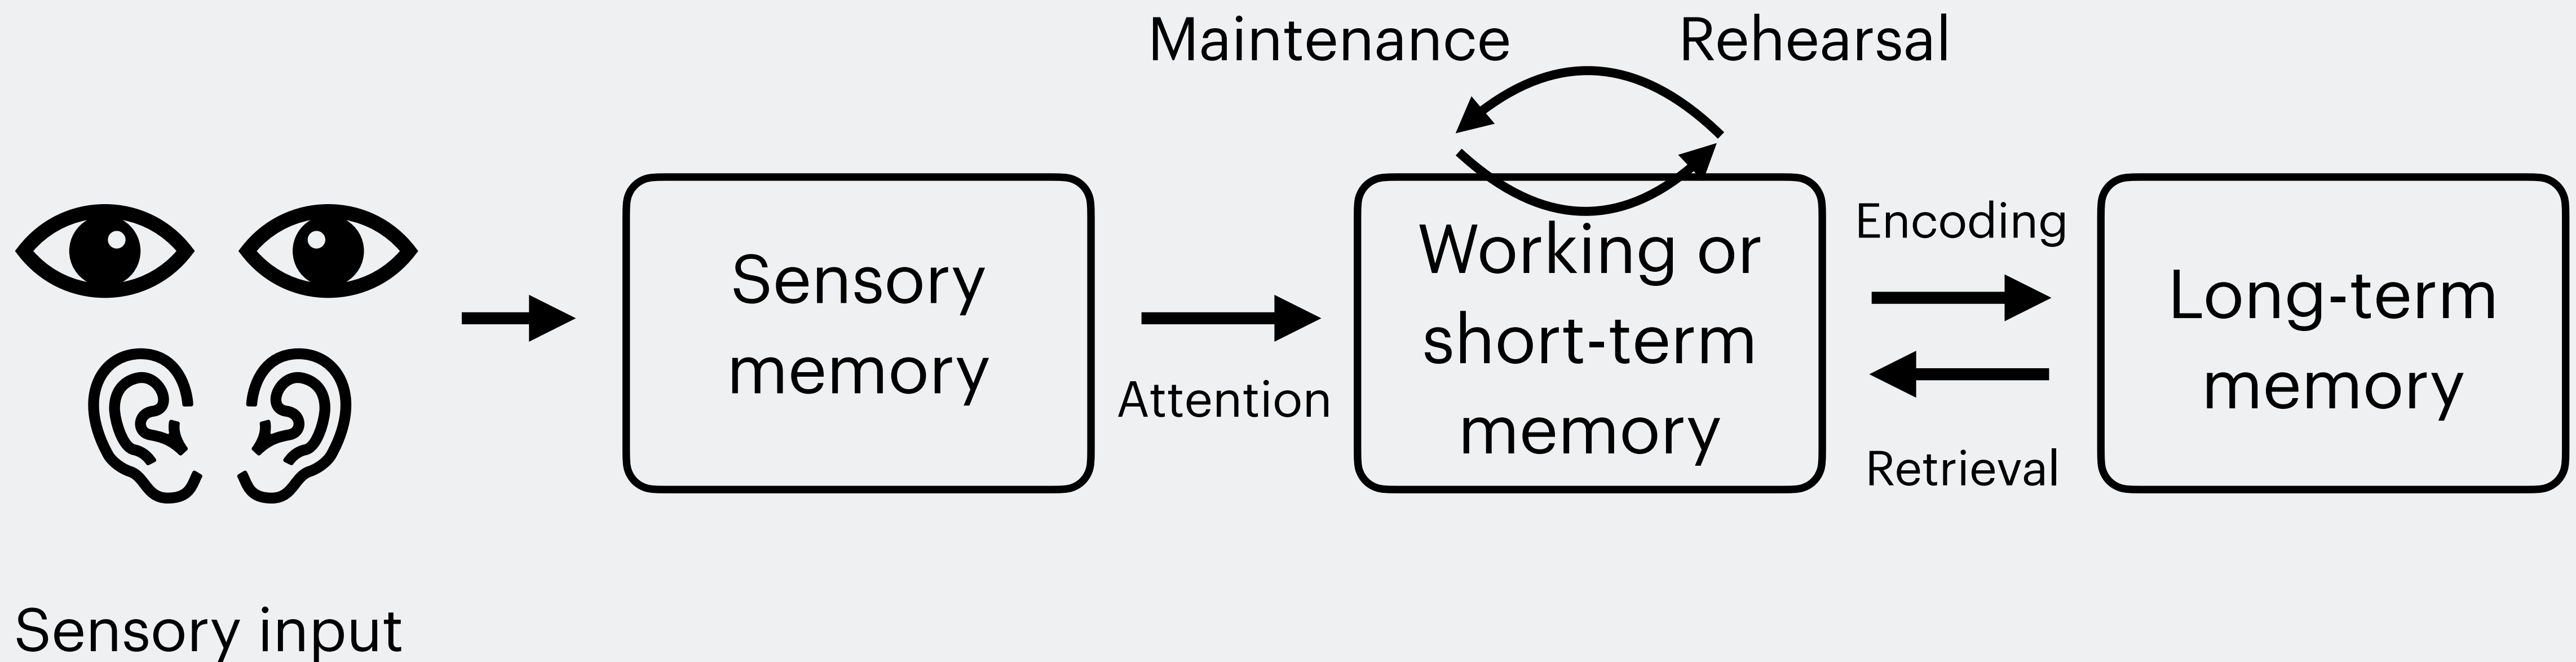 Maintenance
Rehearsal
Sensory
memory
Attention
Working or
short-term
memory
Encoding
Retrieval
Long-term
memory
Sensory input